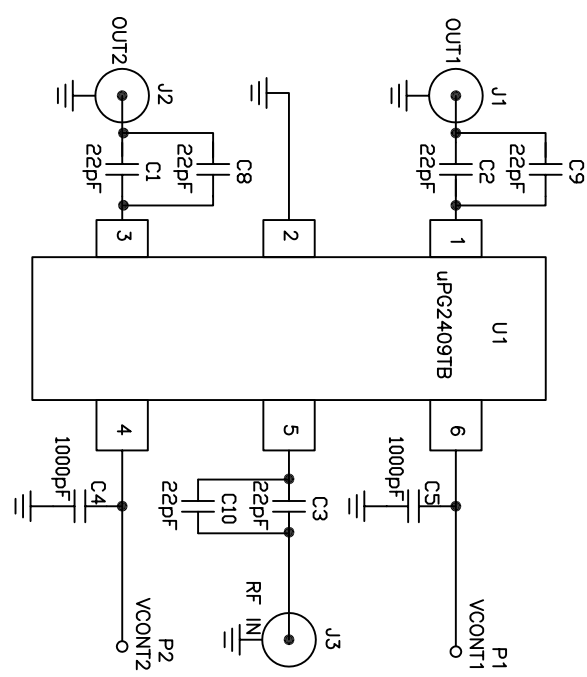 OUT2
J2
OUT1
J1
C1
22pF
C8
22pF
C2
22pF
C9
22pF
3
2
1
U1
uPG2409TB
4
5
6
1000pF
C4
22pF
C3
22pF
C10
1000pF
C5
RF
IN
J3
P2
VCONT2
P1
VCONT1